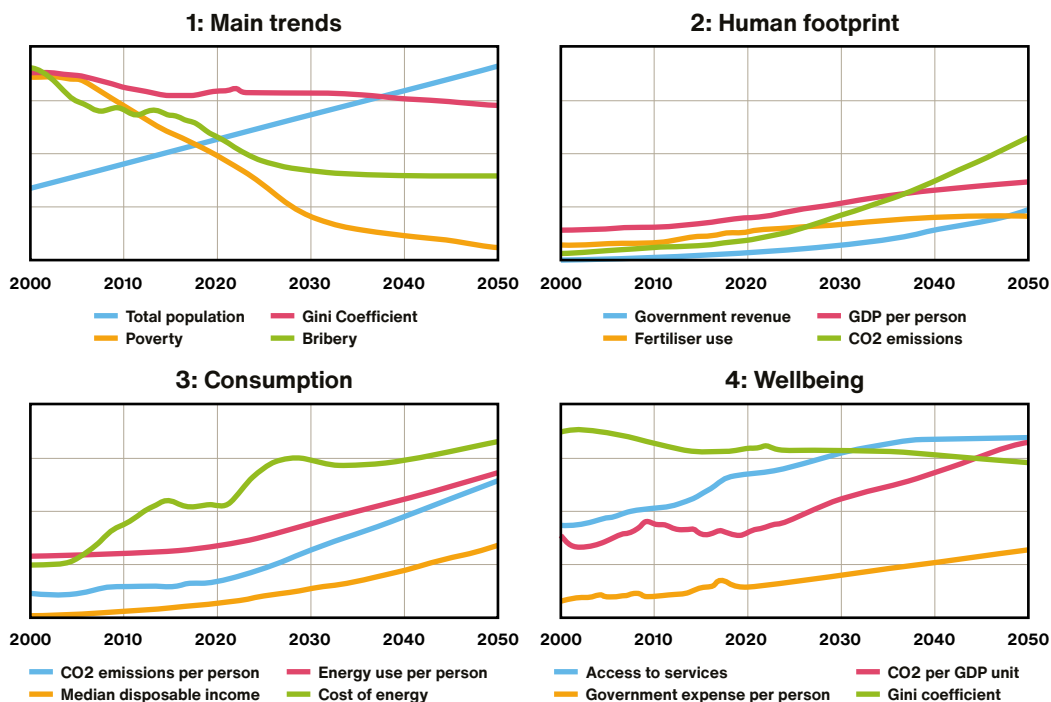 1: Main trends
2000 2010 2020 2030 2040 2050
Total population Gini Coefficient
Poverty Bribery
2: Human footprint
2000 2010 2020 2030 2040 2050
Government revenue GDP per person
Fertiliser use CO2 emissions
3: Consumption
2000 2010 2020 2030 2040 2050
CO2 emissions per person Energy use per person
Median disposable income Cost of energy
4: Wellbeing
2000 2010 2020 2030 2040 2050
Access to services CO2 per GDP unit
Government expense per person Gini coefficient